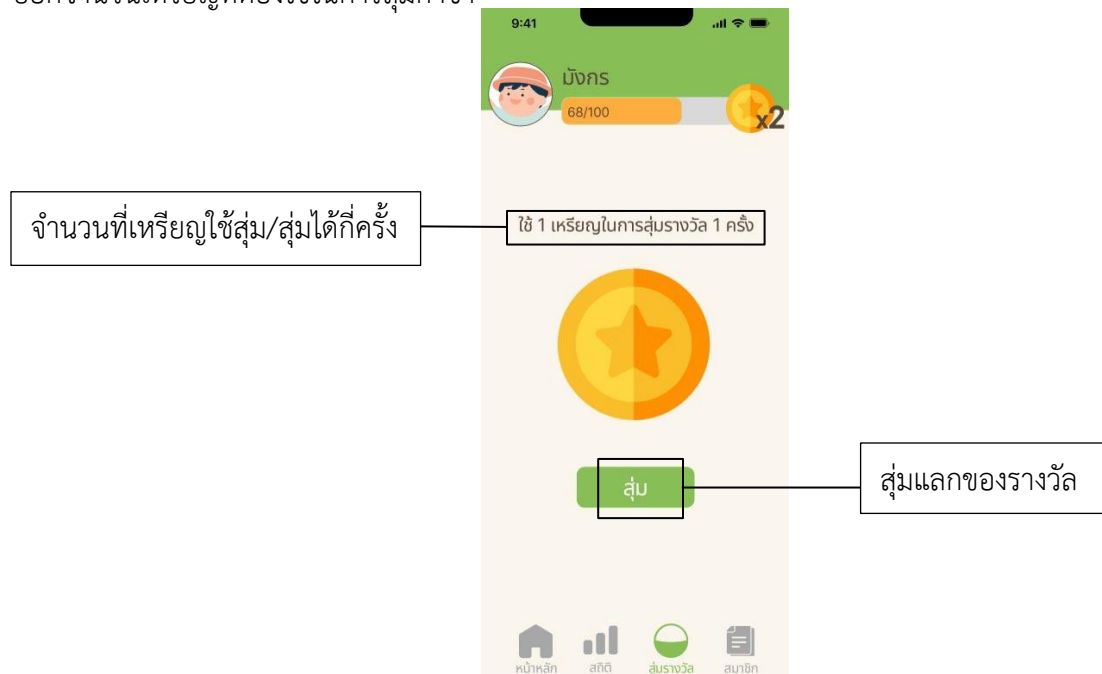 9:41
มังกร
68/100
x2
จำนวนที่เหรียญใช้สุ่ม/สุ่มได้กี่ครั้ง
ใช้ 1 เหรียญในการสุ่มรางวัล 1 ครั้ง
สุ่ม
สุ่มแลกของรางวัล
หน้าหลัก สถิติ สุ่มรางวัล สมาชิก